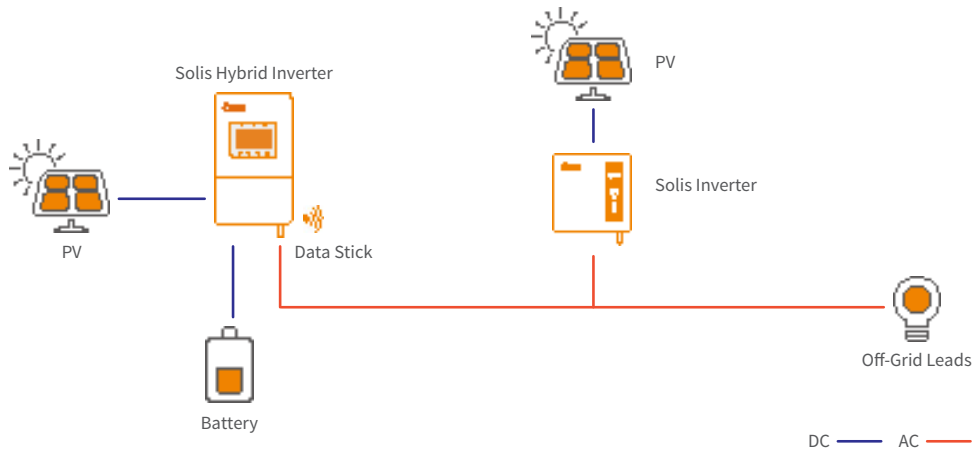 PV
Solis Hybrid Inverter
PV
Solis Inverter
Data Stick
Off-Grid Leads
Battery
DC
AC